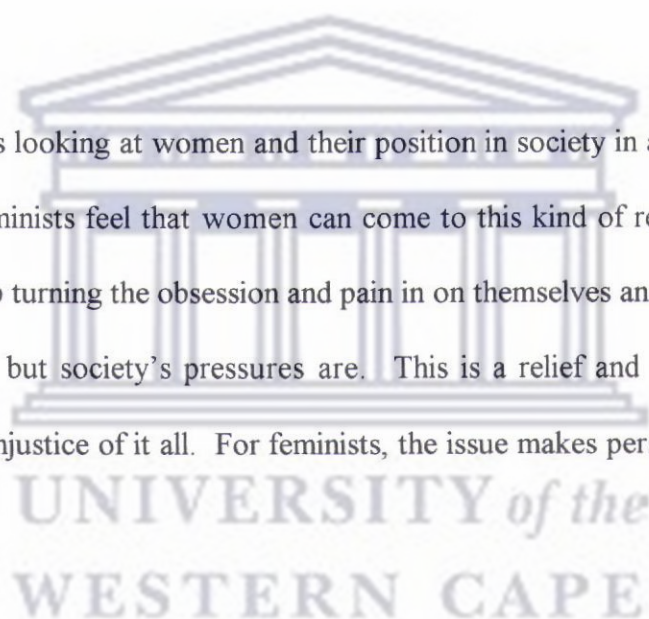 s looking at women and their position in society in a
minists feel that women can come to this kind of re
turning the obsession and pain in on themselves an
but society's pressures are. This is a relief and
njustice of it all. For feminists, the issue makes per
UNIVERSITY of the
WESTERN CAPE